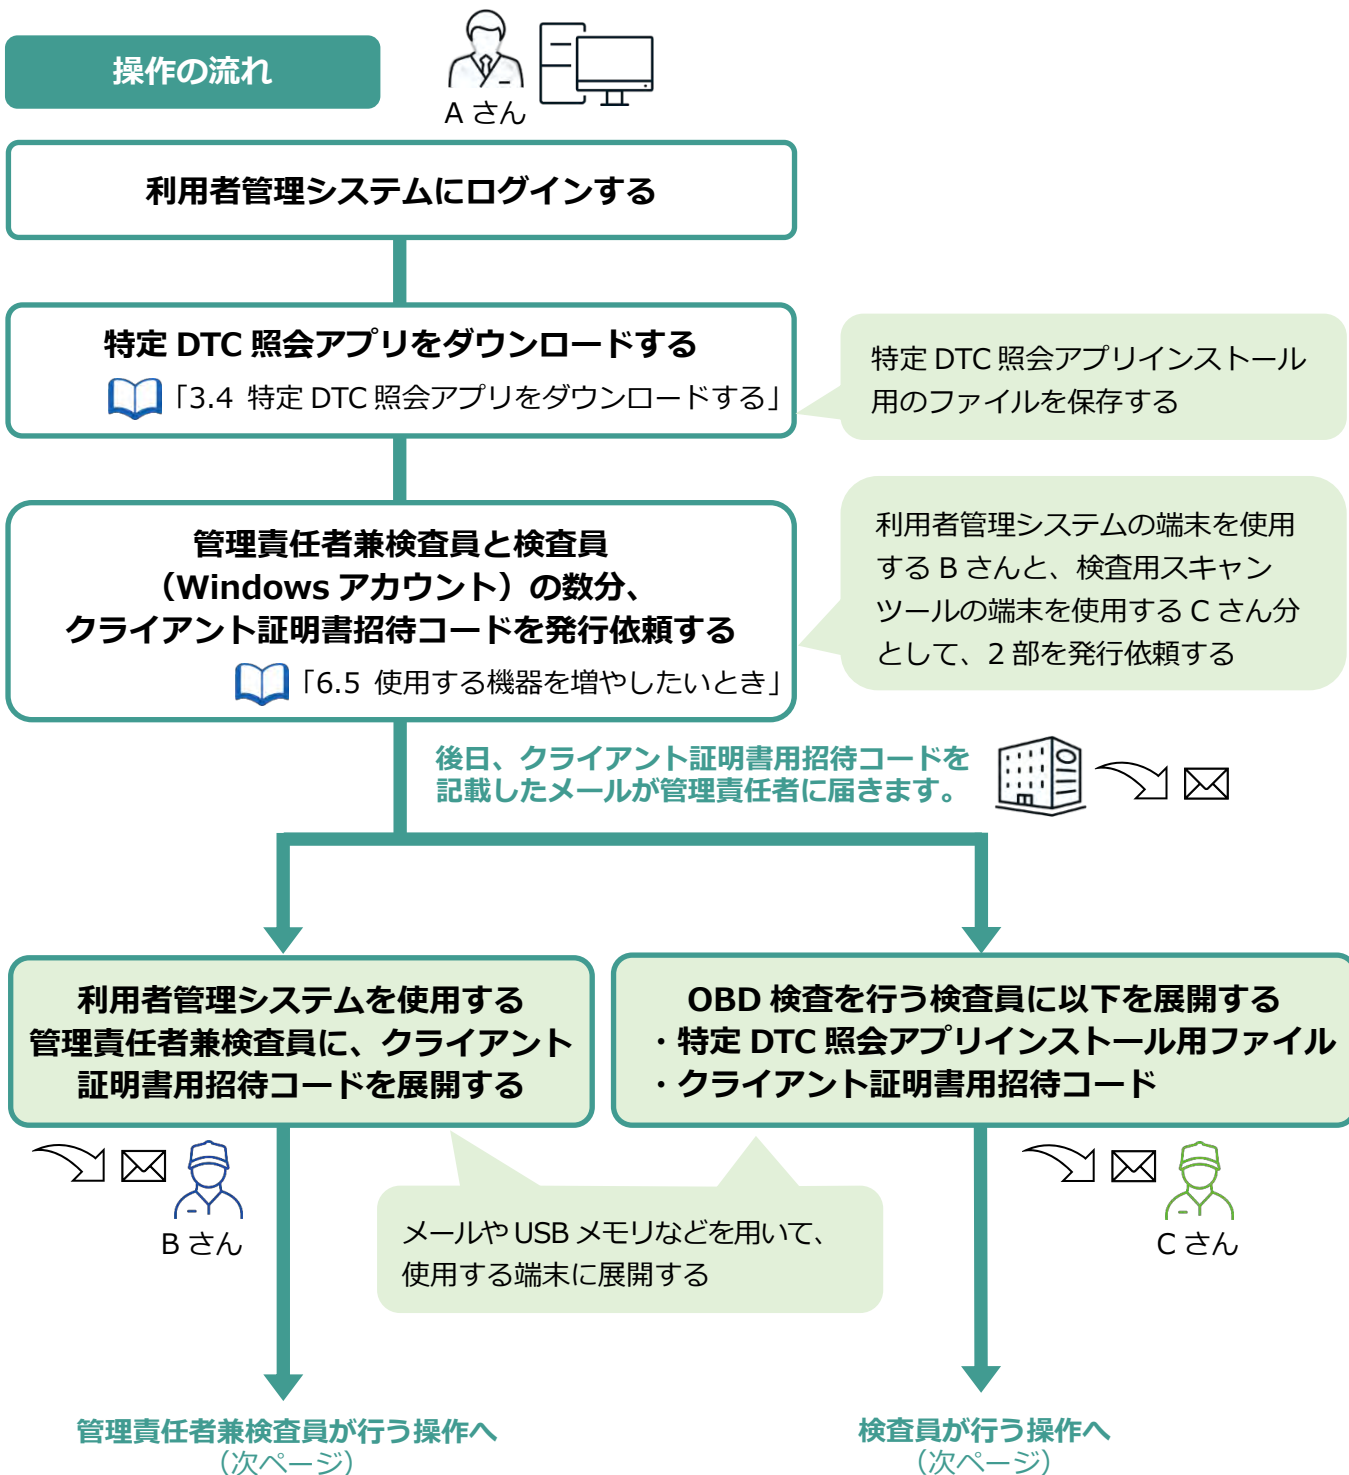 操作の流れ
A さん
利用者管理システムにログインする
特定 DTC 照会アプリをダウンロードする
「3.4 特定 DTC 照会アプリをダウンロードする」
特定 DTC 照会アプリインストール
用のファイルを保存する
管理責任者兼検査員と検査員
（Windows アカウント）の数分、
クライアント証明書招待コードを発行依頼する
「6.5 使用する機器を増やしたいとき」
利用者管理システムの端末を使用
する B さんと、検査用スキャン
ツールの端末を使用する C さん分
として、2 部を発行依頼する
後日、クライアント証明書用招待コードを
記載したメールが管理責任者に届きます。
利用者管理システムを使用する
管理責任者兼検査員に、クライアント
証明書用招待コードを展開する
OBD 検査を行う検査員に以下を展開する
・特定 DTC 照会アプリインストール用ファイル
・クライアント証明書用招待コード
B さん
メールや USB メモリなどを用いて、
使用する端末に展開する
C さん
管理責任者兼検査員が行う操作へ
（次ページ）
検査員が行う操作へ
（次ページ）